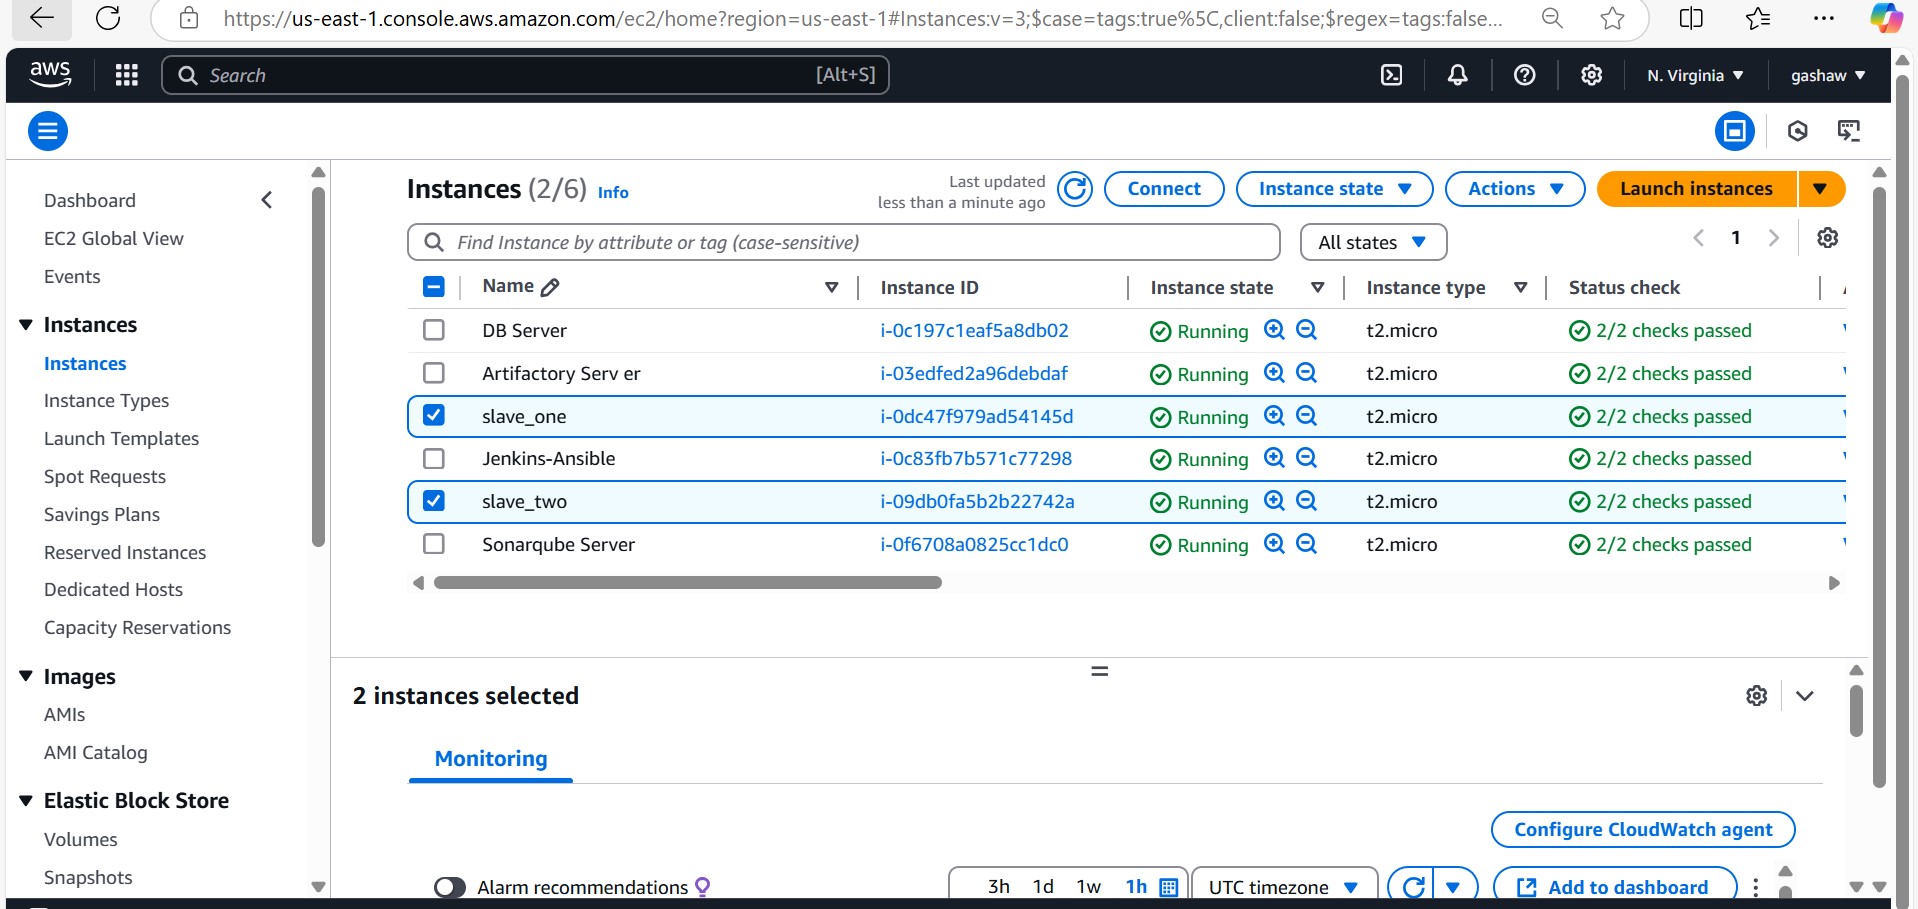 https://us-east-1.console.aws.amazon.com/ec2/home?region=us-east-1#Instances:v=3;$case=tags:true%5C,client:false;$regex=tags:false...
aws Search [Alt+S] N. Virginia ▼ gashaw ▼
Dashboard
EC2 Global View
Events
Instances
Instances
Instance Types
Launch Templates
Spot Requests
Savings Plans
Reserved Instances
Dedicated Hosts
Capacity Reservations
Images
AMIs
AMI Catalog
Elastic Block Store
Volumes
Snapshots
Instances (2/6) Info
Last updated
less than a minute ago
Connect Instance state Actions Launch instances
Find Instance by attribute or tag (case-sensitive) All states 1
Name Instance ID Instance state Instance type Status check
DB Server i-0c197c1eaf5a8db02 Running t2.micro 2/2 checks passed
Artifactory Serv er i-03edfed2a96debdaf Running t2.micro 2/2 checks passed
slave_one i-0dc47f979ad54145d Running t2.micro 2/2 checks passed
Jenkins-Ansible i-0c83fb7b571c77298 Running t2.micro 2/2 checks passed
slave_two i-09db0fa5b2b22742a Running t2.micro 2/2 checks passed
Sonarqube Server i-0f6708a0825cc1dc0 Running t2.micro 2/2 checks passed
2 instances selected
Monitoring
Configure CloudWatch agent
Alarm recommendations 3h 1d 1w 1h UTC timezone Add to dashboard